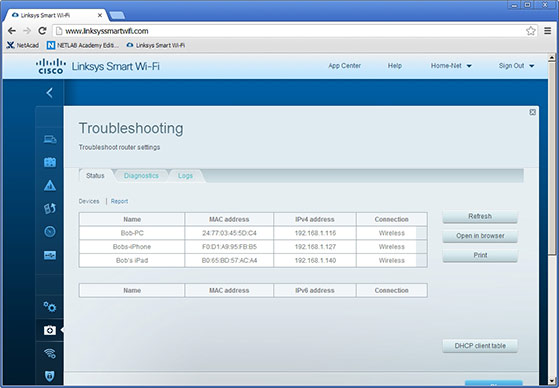 Linksys Smart Wi-Fi
www.linksyssmartwifi.com
NetAcad NETLAB Academy Editi... Linksys Smart Wi-Fi
CISCO Linksys Smart Wi-Fi App Center Help Home-Net Sign Out
Troubleshooting
Troubleshoot router settings
Status Diagnostics Logs
Devices | Report
Name MAC address IPv4 address Connection
Bob-PC 24:77:03:45:5D:C4 192.168.1.116 Wireless
Bobs-iPhone F0:D1:A9:95:FB:B5 192.168.1.127 Wireless
Bob's iPad B0:65:BD:57:AC:A4 192.168.1.140 Wireless
Refresh
Open in browser
Print
Name MAC address IPv6 address Connection
DHCP client table